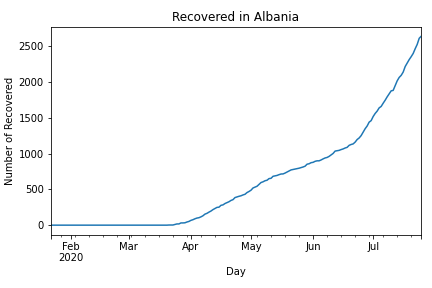 Recovered in Albania
Number of Recovered
2500
2000
1500
1000
500
0
Feb Mar Apr May Jun Jul
2020
Day